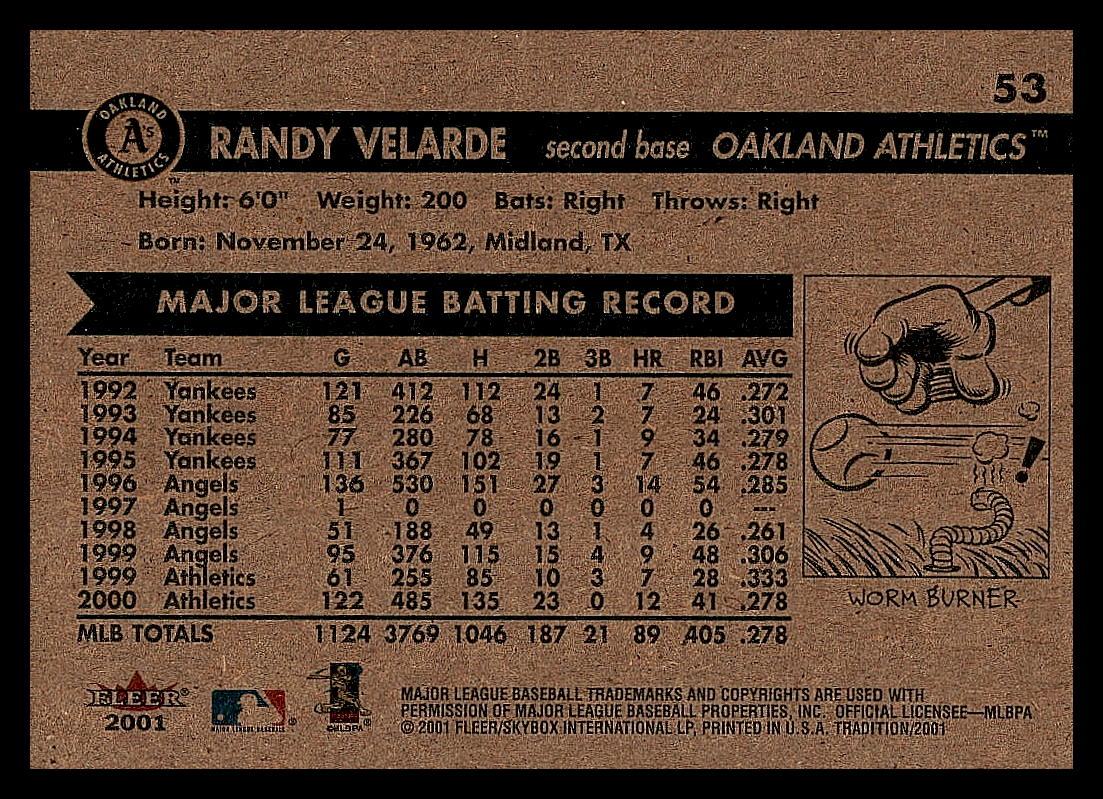 53
OAKLAND A's ATHLETICS
RANDY VELARDE second base OAKLAND ATHLETICS™
Height: 6'0" Weight: 200 Bats: Right Throws: Right
Born: November 24, 1962, Midland, TX
MAJOR LEAGUE BATTING RECORD
Year Team G AB H 2B 3B HR RBI AVG
1992 Yankees 121 412 112 24 1 7 46 .272
1993 Yankees 85 226 68 13 2 7 24 .301
1994 Yankees 77 280 78 16 1 9 34 .279
1995 Yankees 111 367 102 19 1 7 46 .278
1996 Angels 136 530 151 27 3 14 54 .285
1997 Angels 1 0 0 0 0 0 0 ---
1998 Angels 51 188 49 13 1 4 26 .261
1999 Angels 95 376 115 15 4 9 48 .306
1999 Athletics 61 255 85 10 3 7 28 .333
2000 Athletics 122 485 135 23 0 12 41 .278
MLB TOTALS 1124 3769 1046 187 21 89 405 .278
!
WORM BURNER
FLEER®
2001
MAJOR LEAGUE BASEBALL ®
©MLBPA ®
MAJOR LEAGUE BASEBALL TRADEMARKS AND COPYRIGHTS ARE USED WITH
PERMISSION OF MAJOR LEAGUE BASEBALL PROPERTIES, INC. OFFICIAL LICENSEE—MLBPA
© 2001 FLEER/SKYBOX INTERNATIONAL LP, PRINTED IN U.S.A. TRADITION/2001